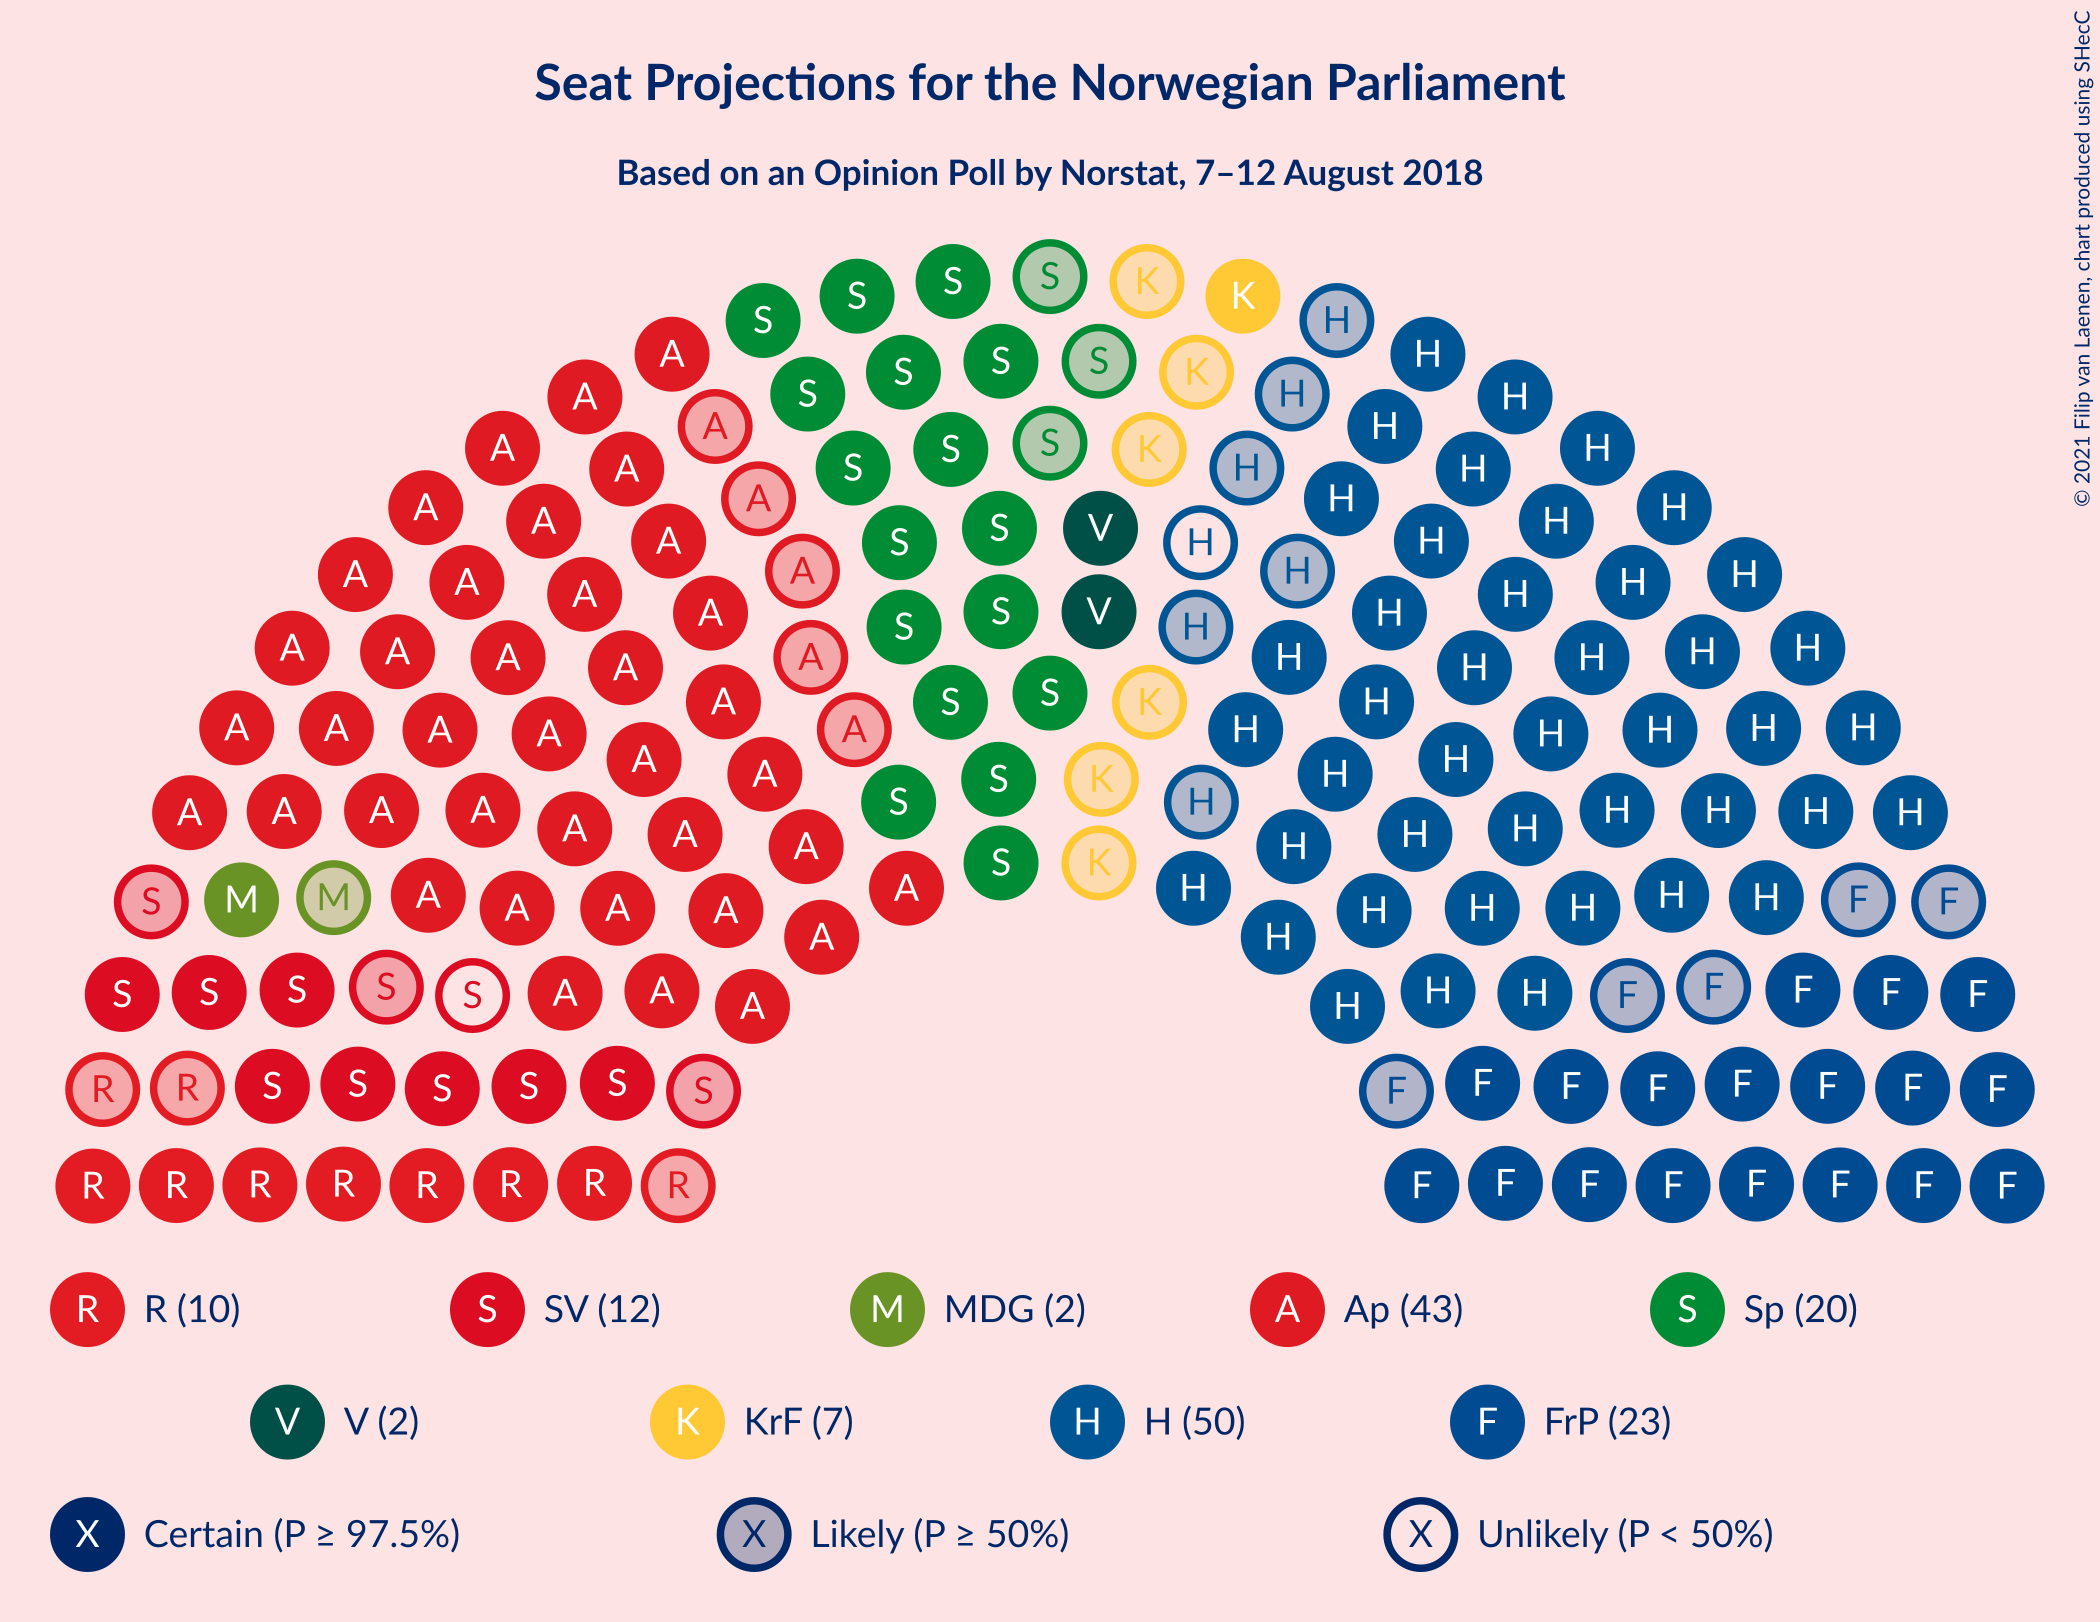 © 2021 Filip van Laenen, chart produced using SHecC
Seat Projections for the Norwegian Parliament
Based on an Opinion Poll by Norstat, 7–12 August 2018
S S S K K
S H
A S S H
S K
A S H H
A H
A S S K H
A S H H
A A H H
A S V H
A S H H
A A H H
A A H H
A S V H
S H
A A A A H H H H
A H
A S S K H
A A A A A H H H H H
A A S K H H
A A A A S H H H H H
A A A H H H
S K
S M M A A A A A H H H H H H F F
A H
S S S S S A A A H H H F F F F F
R R S S S S S S F F F F F F F F
R R R R R R R R F F F F F F F F
R R (10) S SV (12) M MDG (2) A Ap (43) S Sp (20)
V V (2) K KrF (7) H H (50) F FrP (23)
X Certain (P ≥ 97.5%) X Likely (P ≥ 50%) X Unlikely (P < 50%)